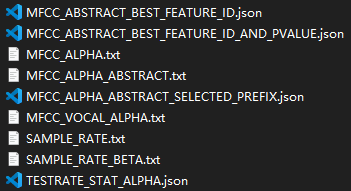 MFCC_ABSTRACT_BEST_FEATURE_ID.json
MFCC_ABSTRACT_BEST_FEATURE_ID_AND_PVALUE.json
MFCC_ALPHA.txt
MFCC_ALPHA_ABSTRACT.txt
MFCC_ALPHA_ABSTRACT_SELECTED_PREFIX.json
MFCC_VOCAL_ALPHA.txt
SAMPLE_RATE.txt
SAMPLE_RATE_BETA.txt
TESTRATE_STAT_ALPHA.json